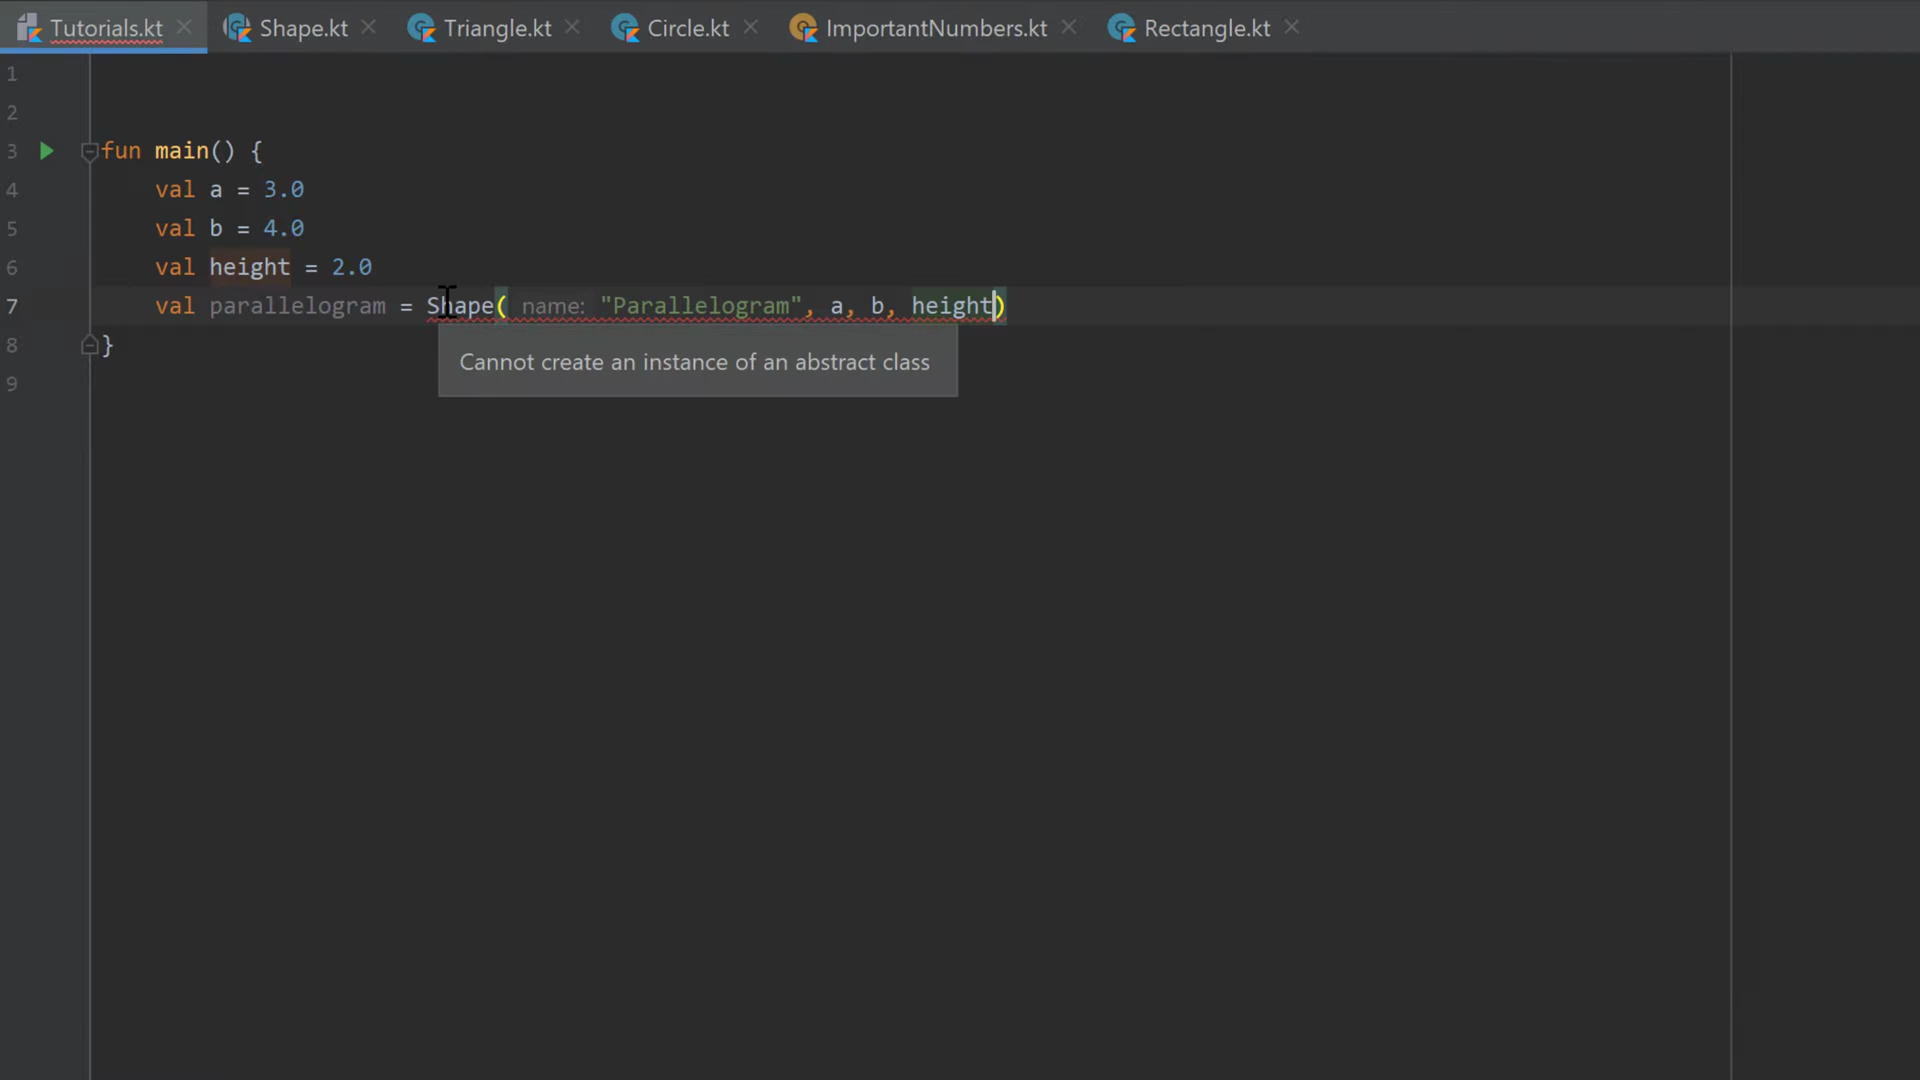 Tutorials.kt Shape.kt Triangle.kt Circle.kt ImportantNumbers.kt Rectangle.kt
1
2
3 fun main() {
4 val a = 3.0
5 val b = 4.0
6 val height = 2.0
7 val parallelogram = Shape( name: "Parallelogram", a, b, height)
Cannot create an instance of an abstract class
8 }
9